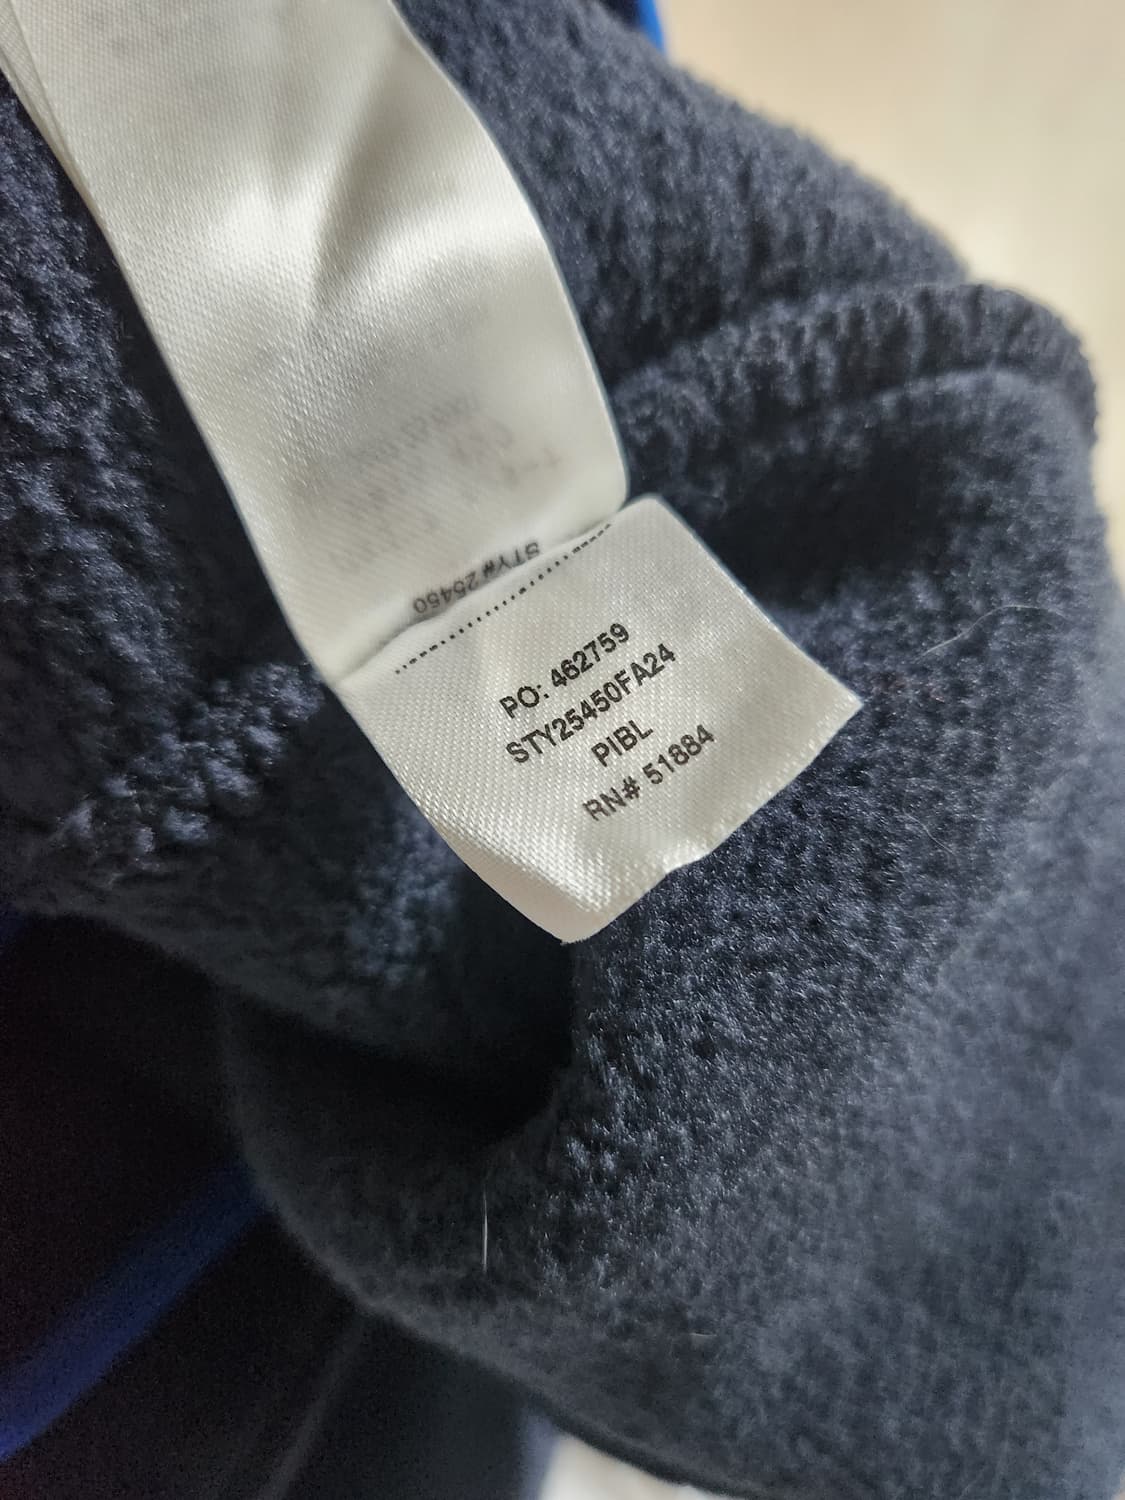 STY# 25450
PO: 462759
STY25450FA24
PIBL
RN# 51884